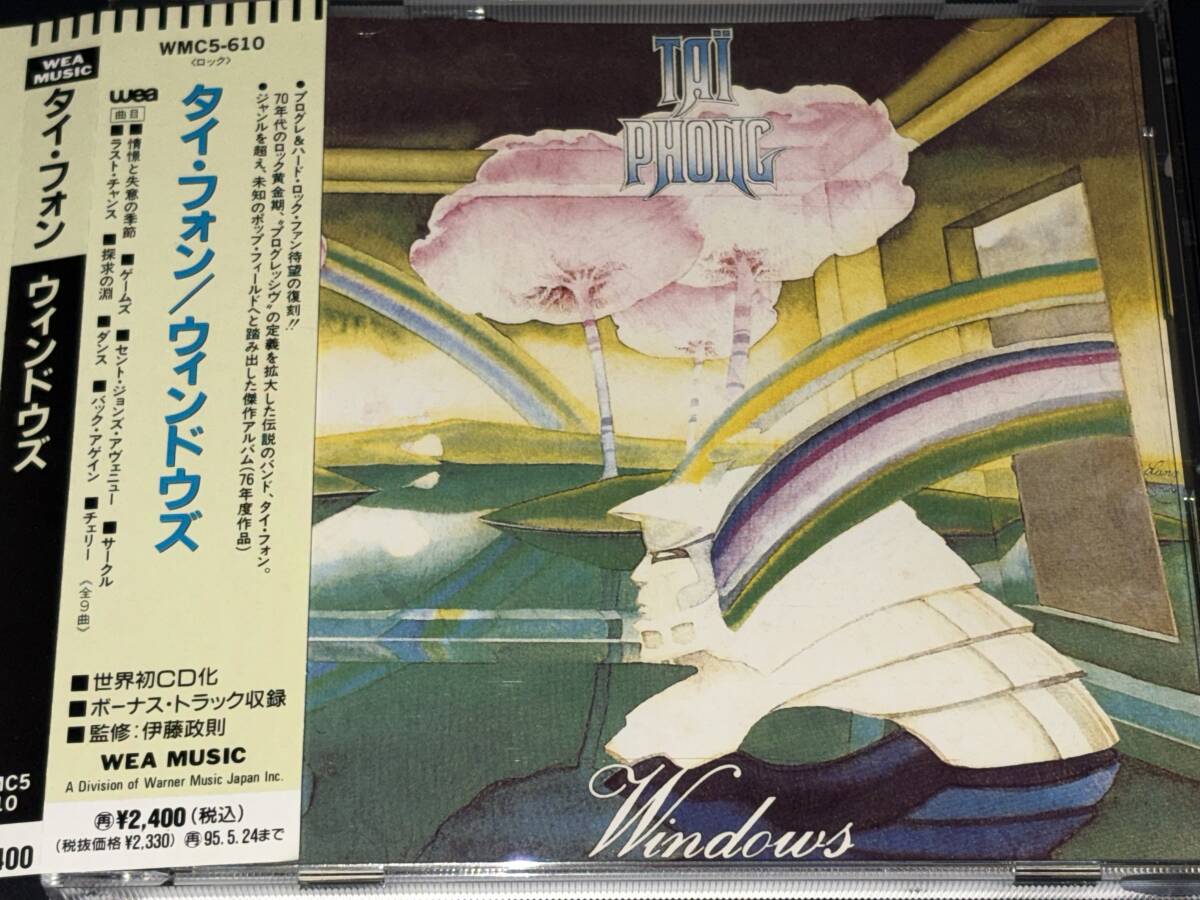 WEA
MUSIC
タイ・フォン
ウィンドウズ
WMC5-610
〈ロック〉
● プログレ&ハード・ロック・ファン待望の復刻!!
70年代のロック黄金期、“プログレッシヴ”の定義を拡大した伝説のバンド、タイ・フォン。
ジャンルを超え、未知のポップ・フィールドへと踏み出した傑作アルバム(76年度作品)
タイ・フォン/ウィンドウズ
wea
曲目
■情憬と失意の季節 ■ゲームズ ■セント・ジョンズ・アヴェニュー ■サークル
■ラスト・チャンス ■探求の淵 ■ダンス ■バック・アゲイン ■チェリー 〈全9曲〉
■世界初CD化
■ボーナス・トラック収録
■監修:伊藤政則
WEA MUSIC
A Division of Warner Music Japan Inc.
再¥2,400(税込)
(税抜価格¥2,330) 再95.5.24まで
TAÏ
PHONG
Lang
Windows